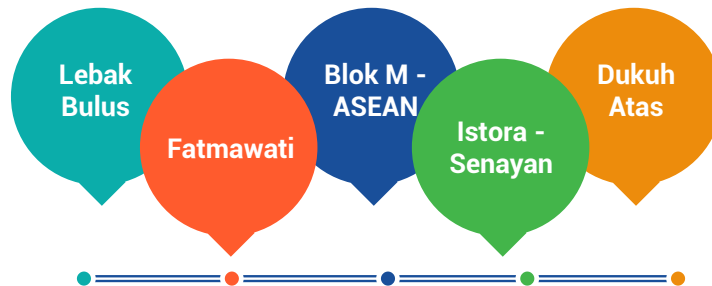 Lebak
Bulus
Fatmawati
Blok M -
ASEAN
Istora -
Senayan
Dukuh
Atas